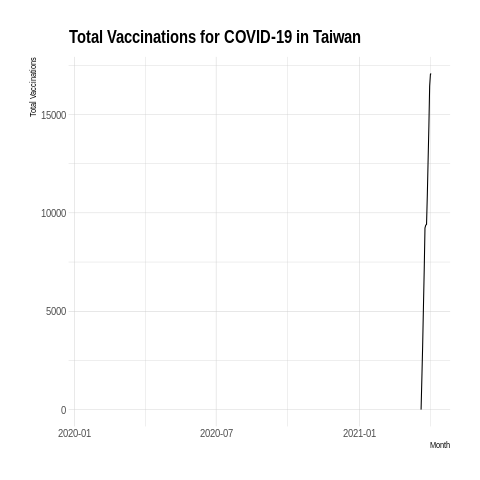 Total Vaccinations for COVID-19 in Taiwan
Total Vaccinations
15000
10000
5000
0
2020-01 2020-07 2021-01
Month